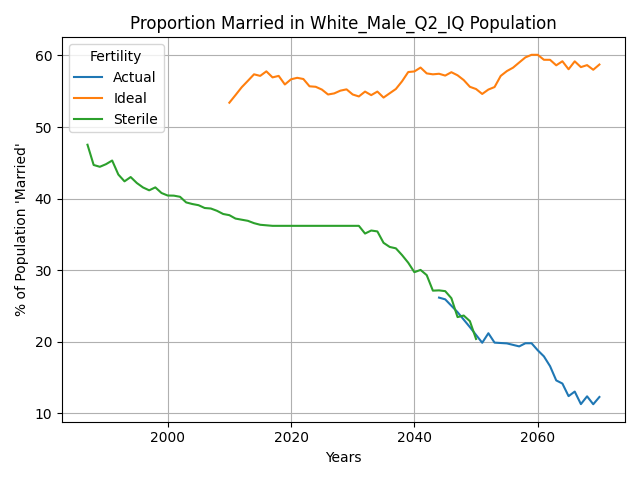 Proportion Married in White_Male_Q2_IQ Population
% of Population 'Married'
60
50
40
30
20
10
Fertility
Actual
Ideal
Sterile
2000 2020 2040 2060
Years